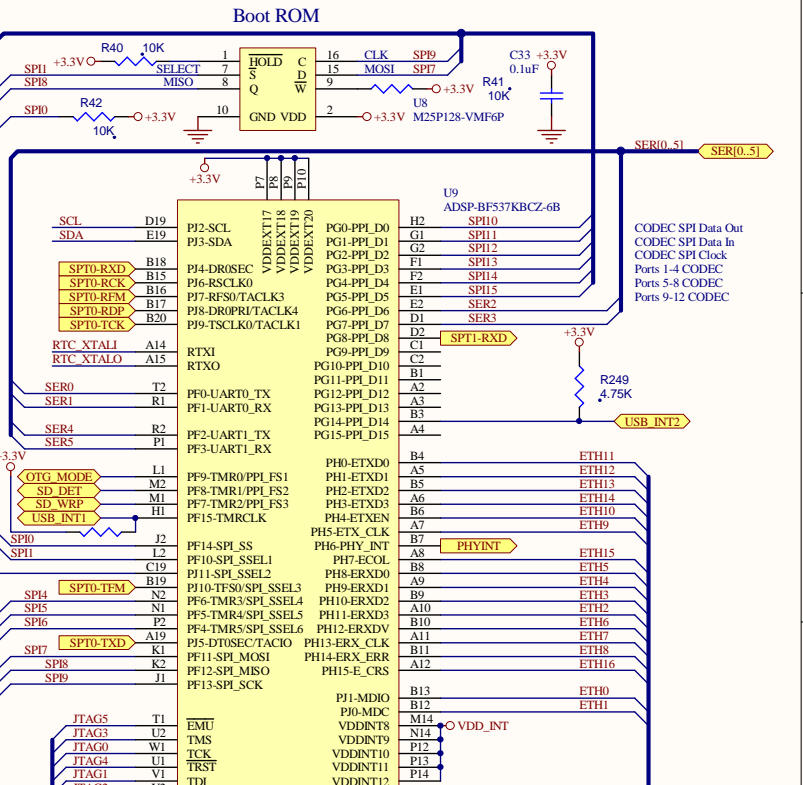 Boot ROM
R40 10K
+3.3V
SPI1 SELECT 1 HOLD C 16 CLK SPI9
SPI8 MISO 7 S D 15 MOSI SPI7
8 Q W 9 +3.3V
R41
10K
C33 +3.3V
0.1uF
SPI0 R42
10K +3.3V
10 GND VDD 2 +3.3V
U8
M25P128-VMF6P
SER[0..5] SER[0..5]
+3.3V
P7 P8 P9 P10
VDDEXT17 VDDEXT18 VDDEXT19 VDDEXT20
U9
ADSP-BF537KBCZ-6B
SCL D19 PJ2-SCL
SDA E19 PJ3-SDA
SPT0-RXD B18 PJ4-DR0SEC
SPT0-RCK B15 PJ6-RSCLK0
SPT0-RFM B16 PJ7-RFS0/TACLK3
SPT0-RDP B17 PJ8-DR0PRI/TACLK4
SPT0-TCK B20 PJ9-TSCLK0/TACLK1
RTC_XTALI A14 RTXI
RTC_XTALO A15 RTXO
SER0 T2 PF0-UART0_TX
SER1 R1 PF1-UART0_RX
SER4 R2 PF2-UART1_TX
SER5 P1 PF3-UART1_RX
+3.3V
OTG_MODE L1 PF9-TMR0/PPI_FS1
SD_DET M2 PF8-TMR1/PPI_FS2
SD_WRP M1 PF7-TMR2/PPI_FS3
USB_INT1 H1 PF15-TMRCLK
SPI0 J2 PF14-SPI_SS
SPI1 L2 PF10-SPI_SSEL1
C19 PJ11-SPI_SSEL2
SPT0-TFM B19 PJ10-TFS0/SPI_SSEL3
SPI4 N2 PF6-TMR3/SPI_SSEL4
SPI5 N1 PF5-TMR4/SPI_SSEL5
SPI6 P2 PF4-TMR5/SPI_SSEL6
SPT0-TXD A19 PJ5-DT0SEC/TACIO
SPI7 K1 PF11-SPI_MOSI
SPI8 K2 PF12-SPI_MISO
SPI9 J1 PF13-SPI_SCK
JTAG5 T1 EMU
JTAG3 U2 TMS
JTAG0 W1 TCK
JTAG4 U1 TRST
JTAG1 V1 TDI
PG0-PPI_D0 H2 SPI10 CODEC SPI Data Out
PG1-PPI_D1 G1 SPI11 CODEC SPI Data In
PG2-PPI_D2 G2 SPI12 CODEC SPI Clock
PG3-PPI_D3 F1 SPI13 Ports 1-4 CODEC
PG4-PPI_D4 F2 SPI14 Ports 5-8 CODEC
PG5-PPI_D5 E1 SPI15 Ports 9-12 CODEC
PG6-PPI_D6 E2 SER2
PG7-PPI_D7 D1 SER3
PG8-PPI_D8 D2 SPT1-RXD
PG9-PPI_D9 C1
PG10-PPI_D10 C2
PG11-PPI_D11 B1
PG12-PPI_D12 A2
PG13-PPI_D13 A3
PG14-PPI_D14 B3 USB_INT2
PG15-PPI_D15 A4
+3.3V
R249
4.75K
PH0-ETXD0 B4 ETH11
PH1-ETXD1 A5 ETH12
PH2-ETXD2 B5 ETH13
PH3-ETXD3 A6 ETH14
PH4-ETXEN B6 ETH10
PH5-ETX_CLK A7 ETH9
PH6-PHY_INT B7 PHYINT
PH7-ECOL A8 ETH15
PH8-ERXD0 B8 ETH5
PH9-ERXD1 A9 ETH4
PH10-ERXD2 B9 ETH3
PH11-ERXD3 A10 ETH2
PH12-ERXDV B10 ETH6
PH13-ERX_CLK A11 ETH7
PH14-ERX_ERR B11 ETH8
PH15-E_CRS A12 ETH16
PJ1-MDIO B13 ETH0
PJ0-MDC B12 ETH1
VDDINT8 M14 VDD_INT
VDDINT9 N14
VDDINT10 P12
VDDINT11 P13
VDDINT12 P14